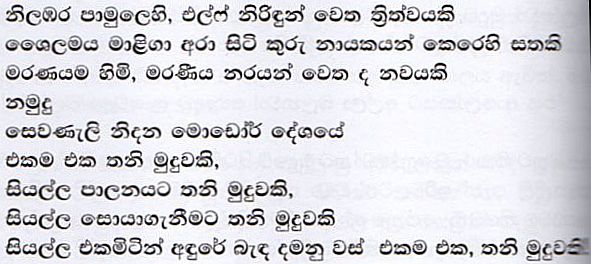 නිලඹර පාමුලෙහි, එල්ෆ් නිරිඳුන් වෙත ත්‍රිත්වයකි
ශෛලමය මාළිගා අරා සිටි කුරු නායකයන් කෙරෙහි සතකි
මරණයම හිමි, මරණීය නරයන් වෙත ද නවයකි
නමුදු
සෙවණැලි නිදන මොඩෝර් දේශයේ
එකම එක තනි මුදුවකි,
සියල්ල පාලනයට තනි මුදුවකි,
සියල්ල සොයාගැනීමට තනි මුදුවකි
සියල්ල එකමිටින් අඳුරේ බැඳ දමනු වස් එකම එක, තනි මුදුවකි